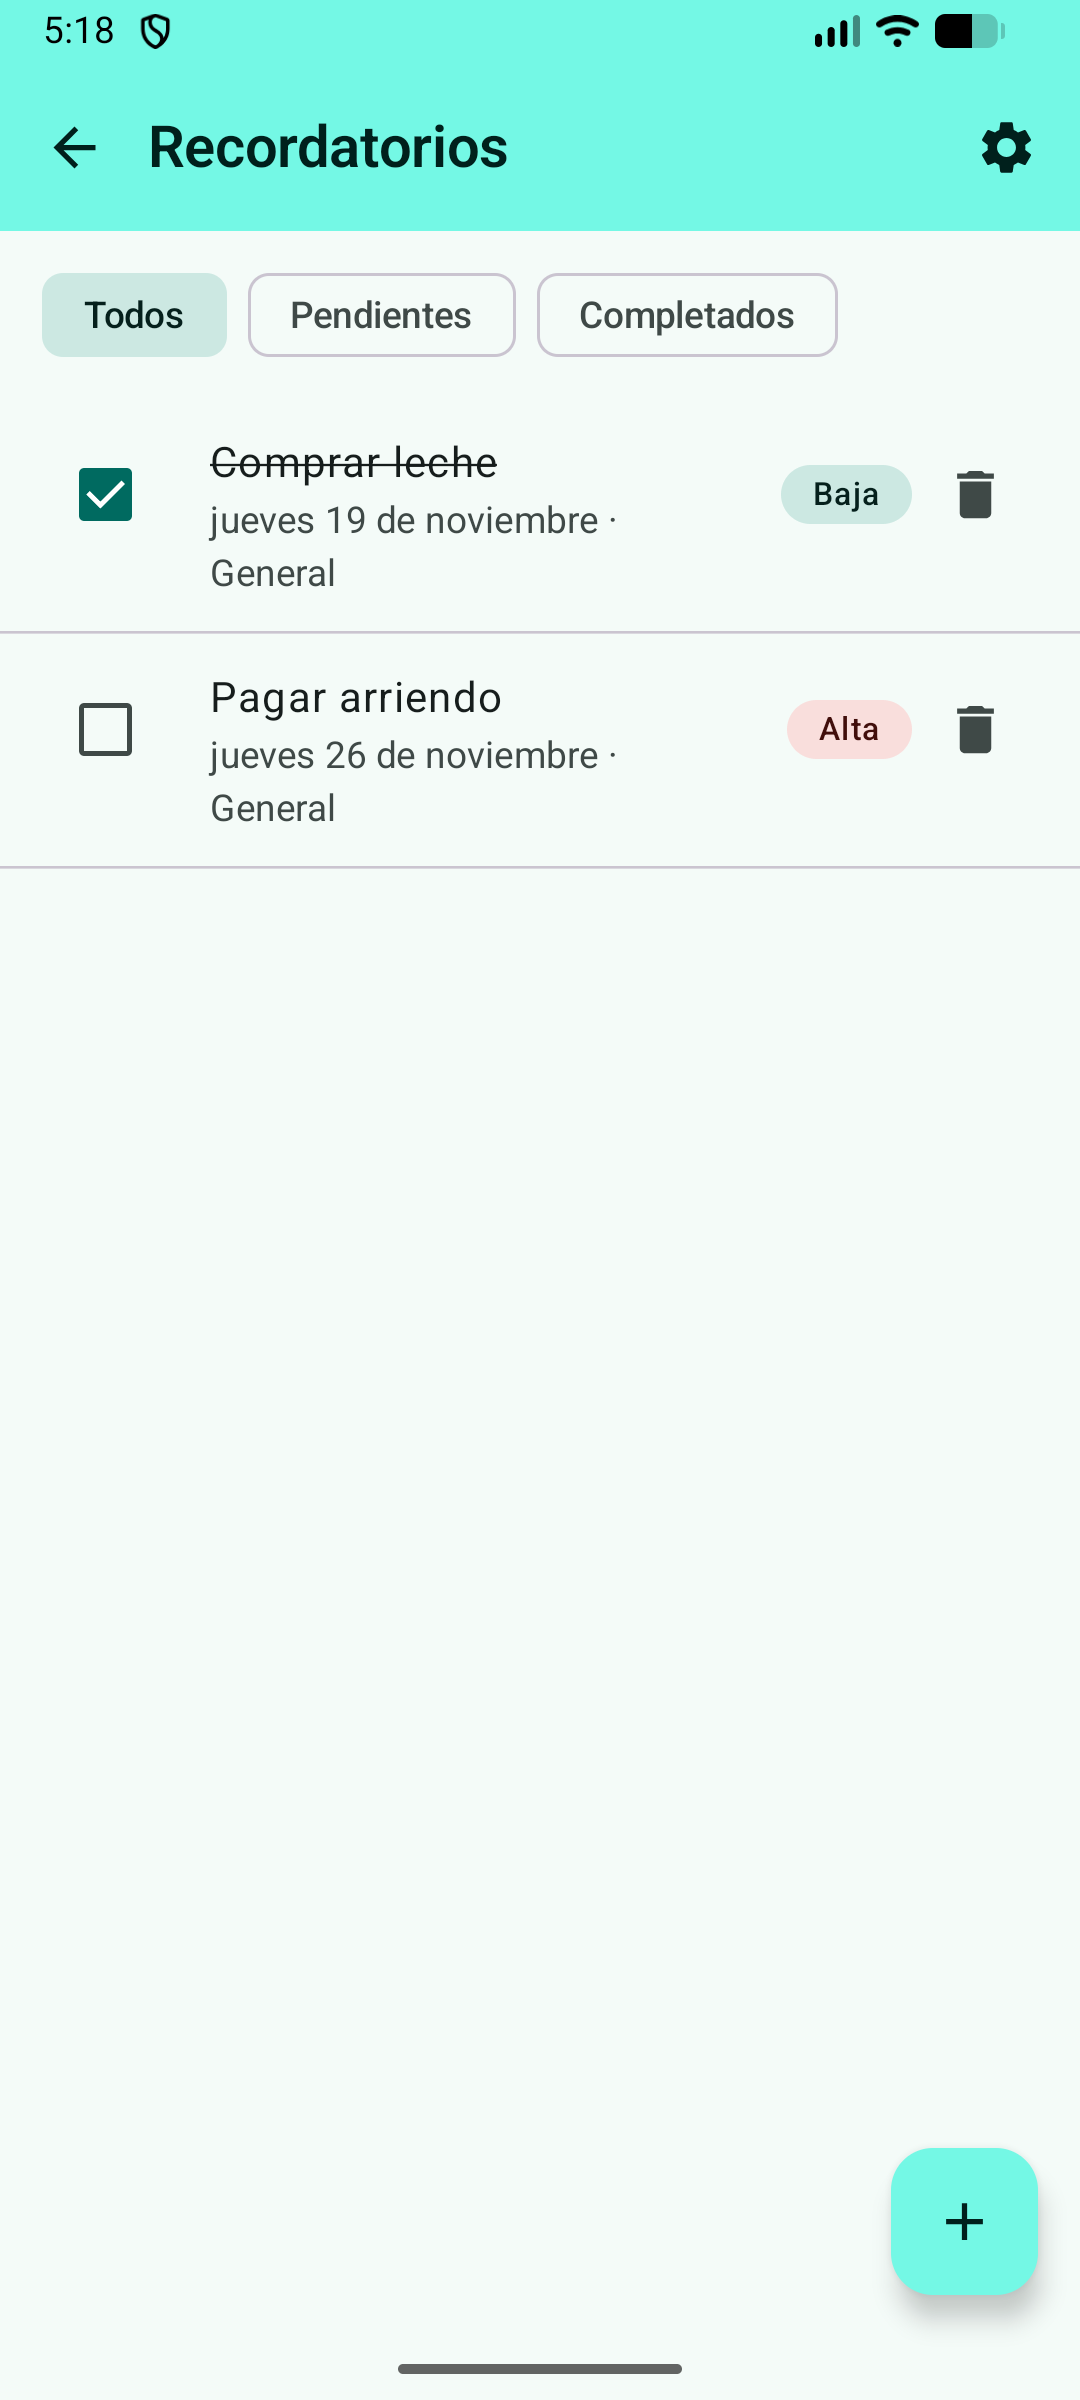 5:18
Recordatorios
Todos
Pendientes
Completados
Comprar leche
jueves 19 de noviembre ·
General
Baja
Pagar arriendo
jueves 26 de noviembre ·
General
Alta